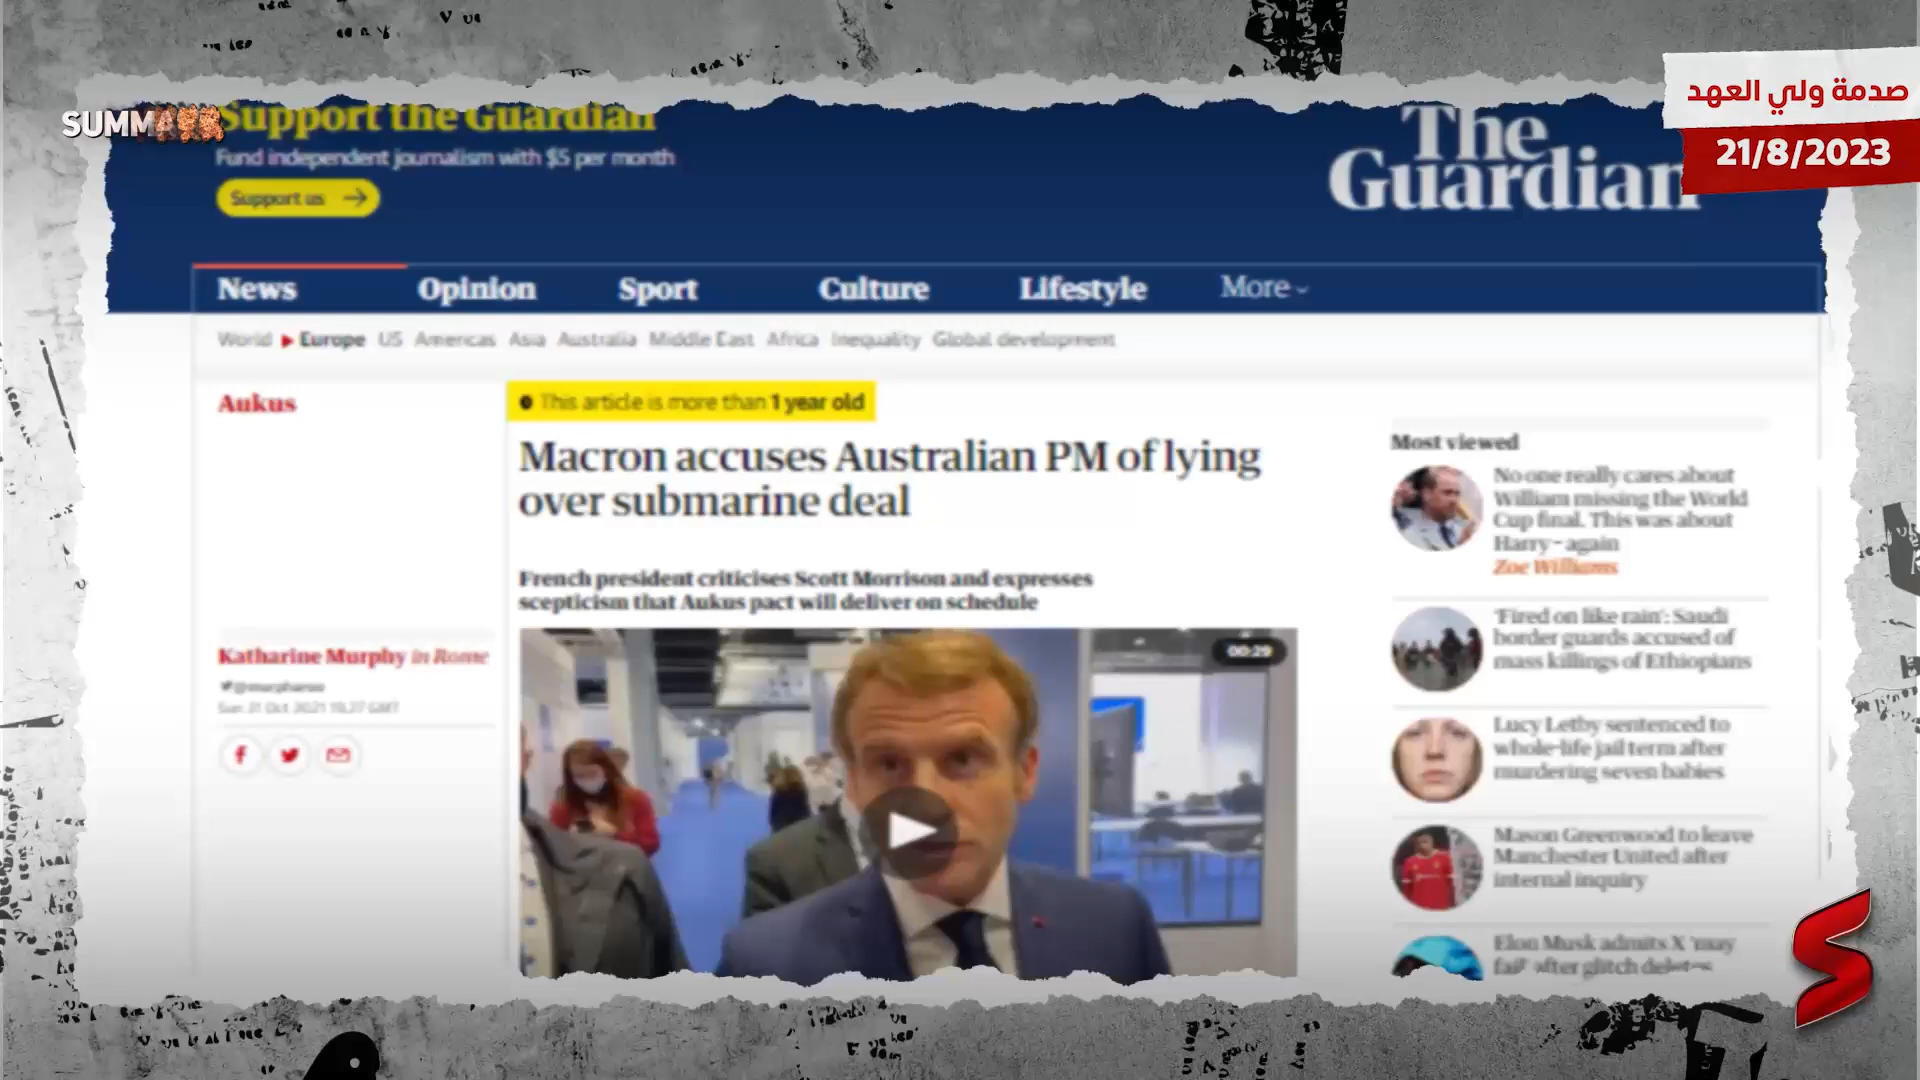 صدمة ولي العهد
21/8/2023
SUMM
Support the Guardian
Fund independent journalism with $5 per month
Support us
The
Guardian
News Opinion Sport Culture Lifestyle More
World Europe US Americas Asia Australia Middle East Africa Inequality Global development
Aukus
This article is more than 1 year old
Macron accuses Australian PM of lying
over submarine deal
French president criticises Scott Morrison and expresses
scepticism that Aukus pact will deliver on schedule
Katharine Murphy in Rome
Sun 31 Oct 2021
00:29
Most viewed
No one really cares about
William missing the World
Cup final. This was about
Harry – again
Zoe Williams
'Fired on like rain': Saudi
border guards accused of
mass killings of Ethiopians
Lucy Letby sentenced to
whole-life jail term after
murdering seven babies
Mason Greenwood to leave
Manchester United after
internal inquiry
Elon Musk admits X 'may
fail' after glitch deletes